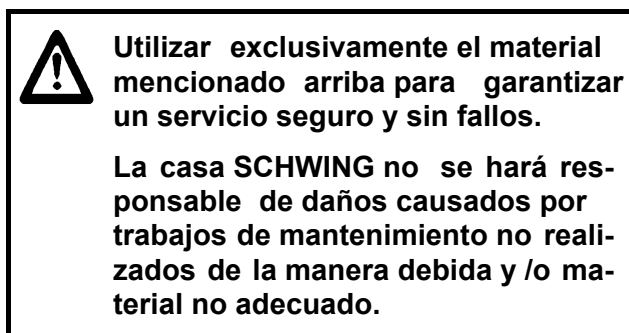 Utilizar exclusivamente el material
mencionado arriba para garantizar
un servicio seguro y sin fallos.
La casa SCHWING no se hará res-
ponsable de daños causados por
trabajos de mantenimiento no reali-
zados de la manera debida y /o ma-
terial no adecuado.